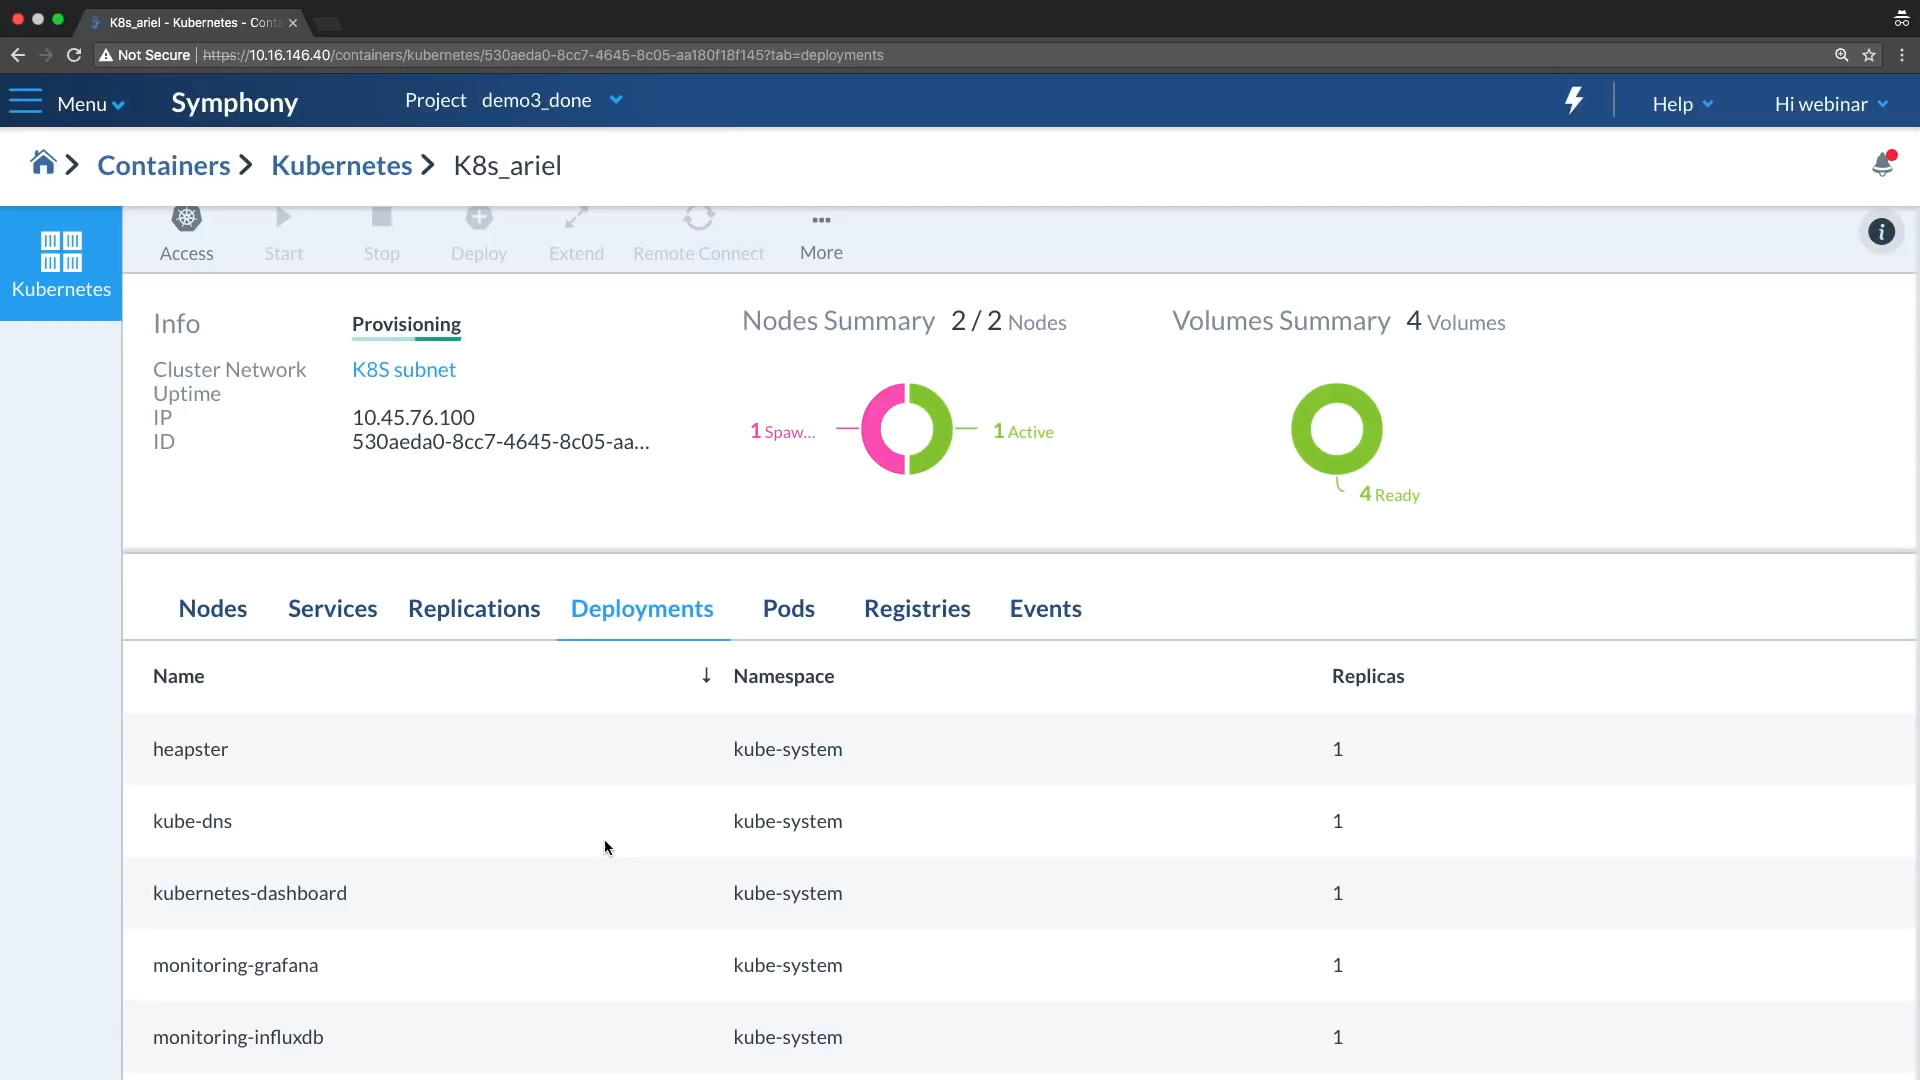 K8s_ariel - Kubernetes - Conta
Not Secure https://10.16.146.40/containers/kubernetes/530aeda0-8cc7-4645-8c05-aa180f18f145?tab=deployments
Menu Symphony Project demo3_done Help Hi webinar
Containers Kubernetes K8s_ariel
Kubernetes
Access Start Stop Deploy Extend Remote Connect More
Info Provisioning
Cluster Network K8S subnet
Uptime
IP 10.45.76.100
ID 530aeda0-8cc7-4645-8c05-aa...
Nodes Summary 2 / 2 Nodes
1 Spaw...
1 Active
Volumes Summary 4 Volumes
4 Ready
Nodes Services Replications Deployments Pods Registries Events
Name Namespace Replicas
heapster kube-system 1
kube-dns kube-system 1
kubernetes-dashboard kube-system 1
monitoring-grafana kube-system 1
monitoring-influxdb kube-system 1